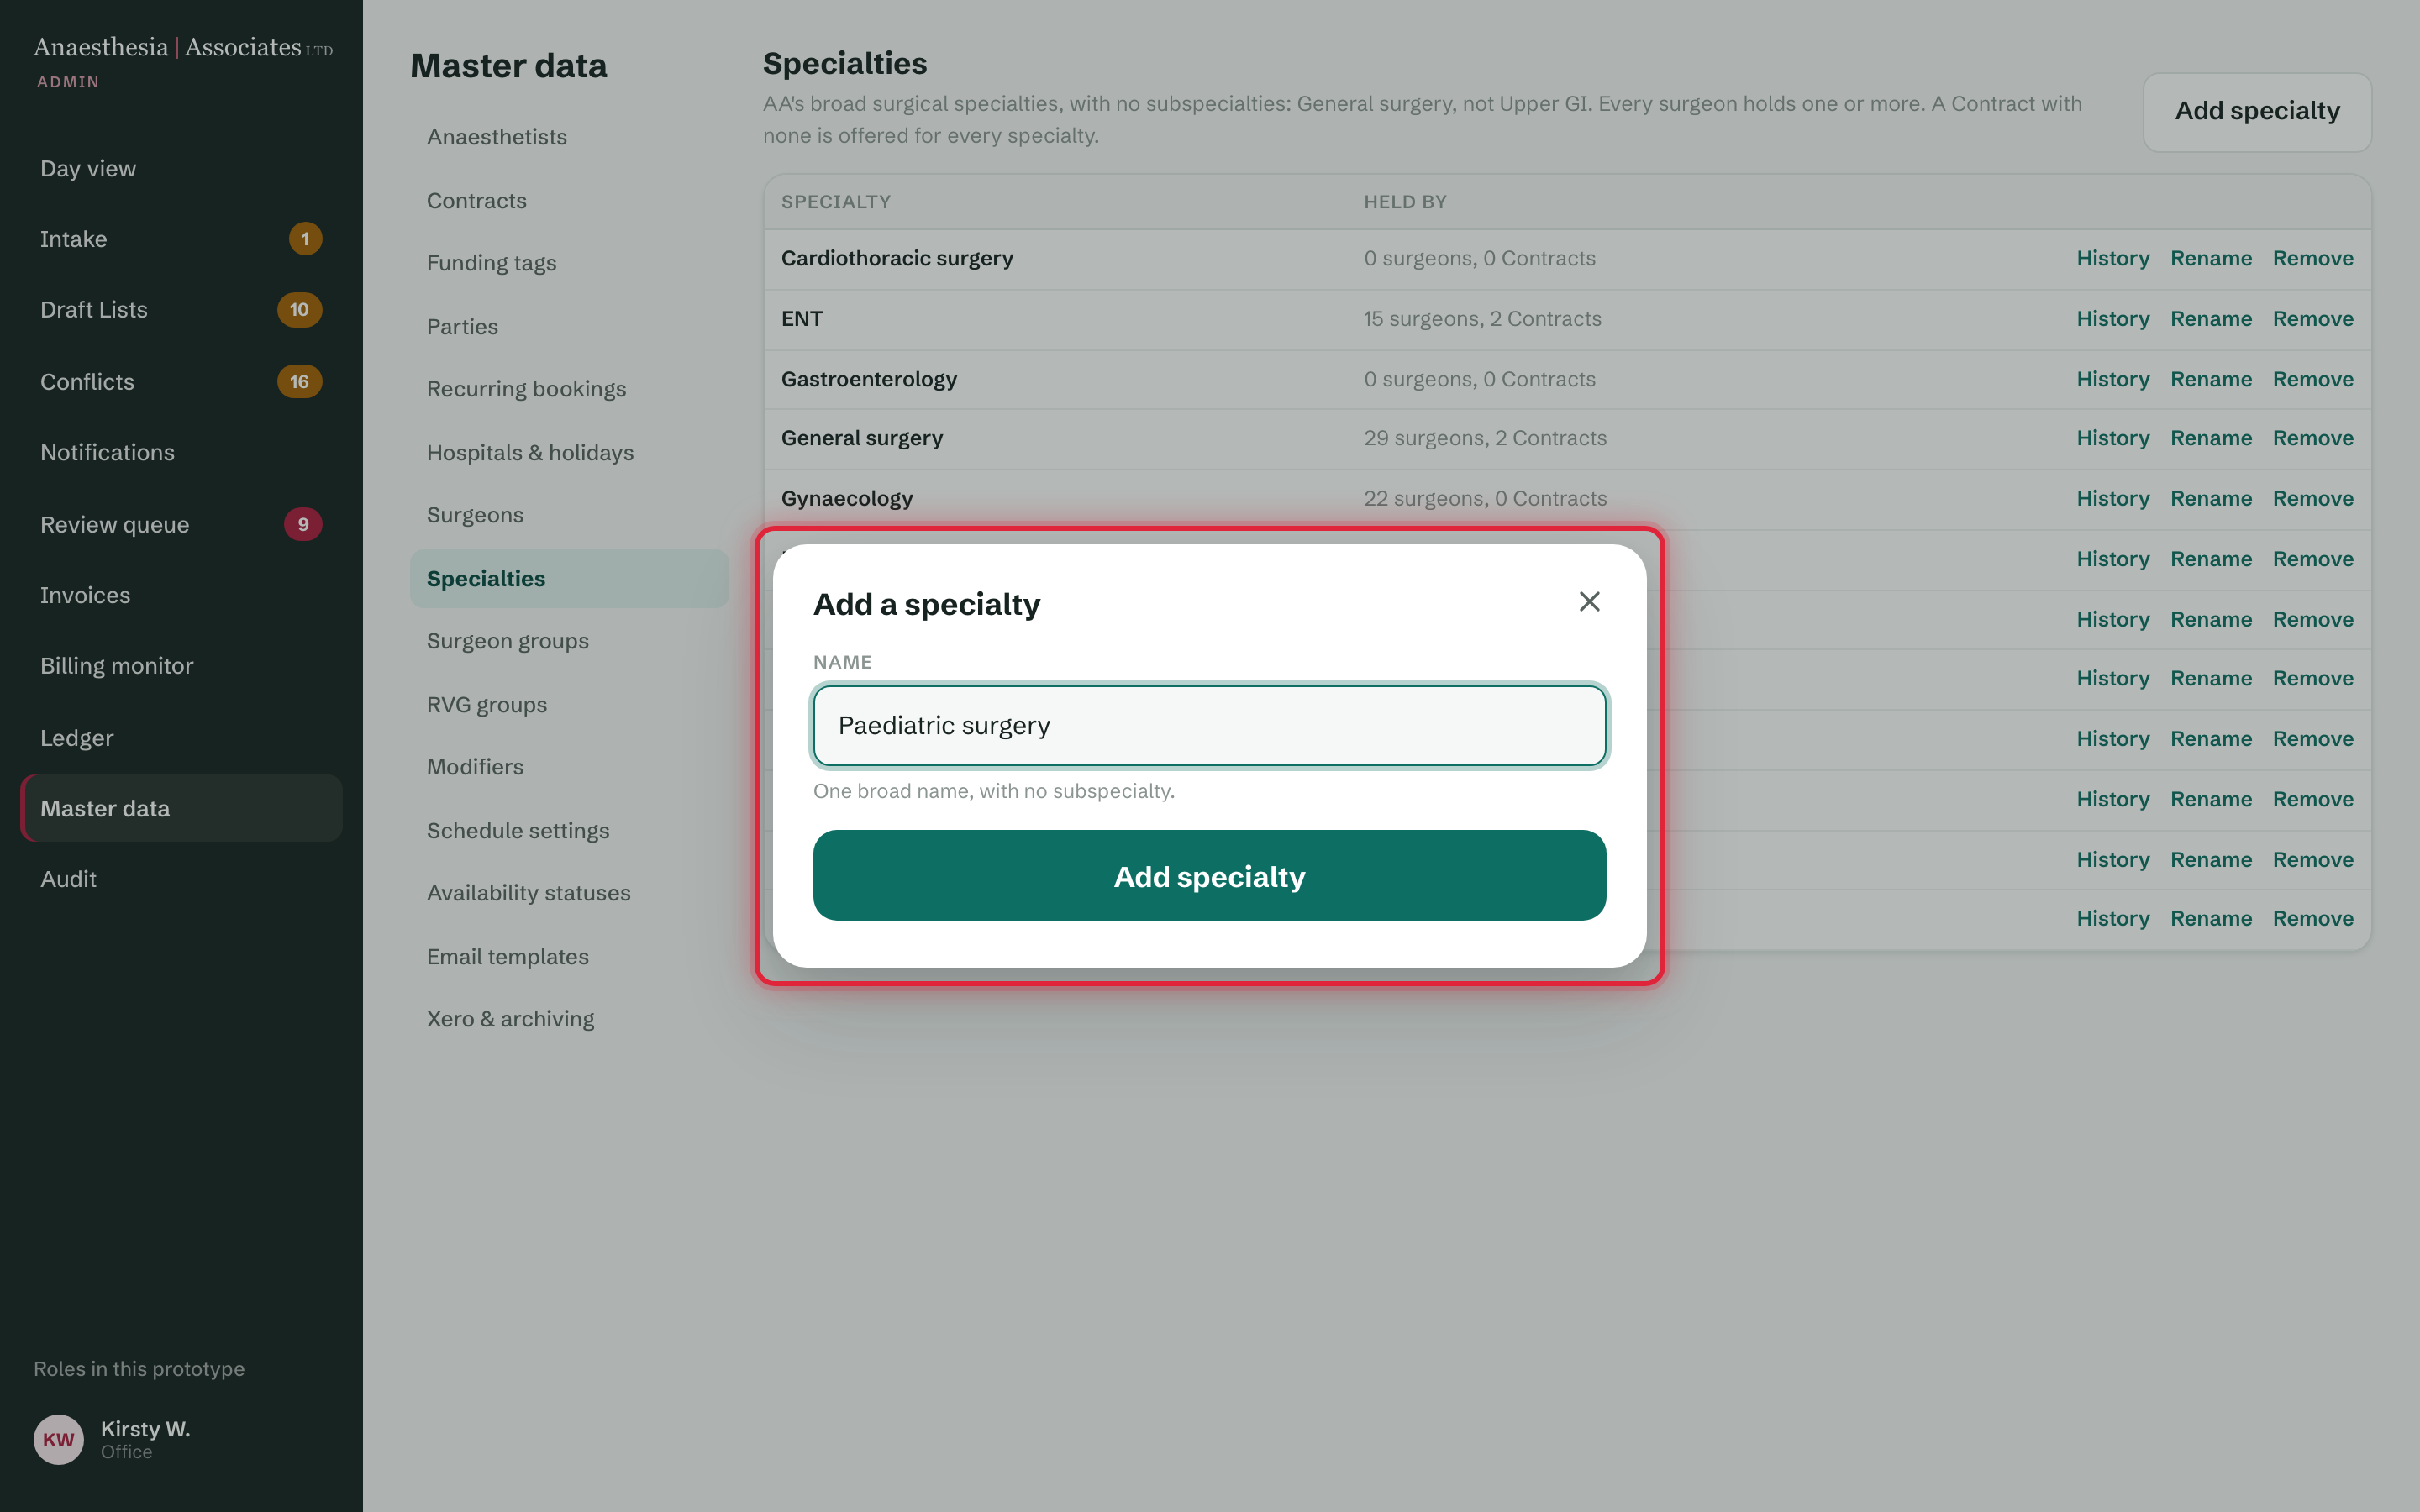 Anaesthesia | Associates LTD
ADMIN
Day view
Intake 1
Draft Lists 10
Conflicts 16
Notifications
Review queue 9
Invoices
Billing monitor
Ledger
Master data
Audit
Roles in this prototype
KW
Kirsty W.
Office
Master data
Anaesthetists
Contracts
Funding tags
Parties
Recurring bookings
Hospitals & holidays
Surgeons
Specialties
Surgeon groups
RVG groups
Modifiers
Schedule settings
Availability statuses
Email templates
Xero & archiving
Specialties
AA's broad surgical specialties, with no subspecialties: General surgery, not Upper GI. Every surgeon holds one or more. A Contract with
none is offered for every specialty.
Add specialty
SPECIALTY HELD BY
Cardiothoracic surgery 0 surgeons, 0 Contracts History Rename Remove
ENT 15 surgeons, 2 Contracts History Rename Remove
Gastroenterology 0 surgeons, 0 Contracts History Rename Remove
General surgery 29 surgeons, 2 Contracts History Rename Remove
Gynaecology 22 surgeons, 0 Contracts History Rename Remove
History Rename Remove
History Rename Remove
History Rename Remove
History Rename Remove
History Rename Remove
History Rename Remove
History Rename Remove
Add a specialty
NAME
Paediatric surgery
One broad name, with no subspecialty.
Add specialty